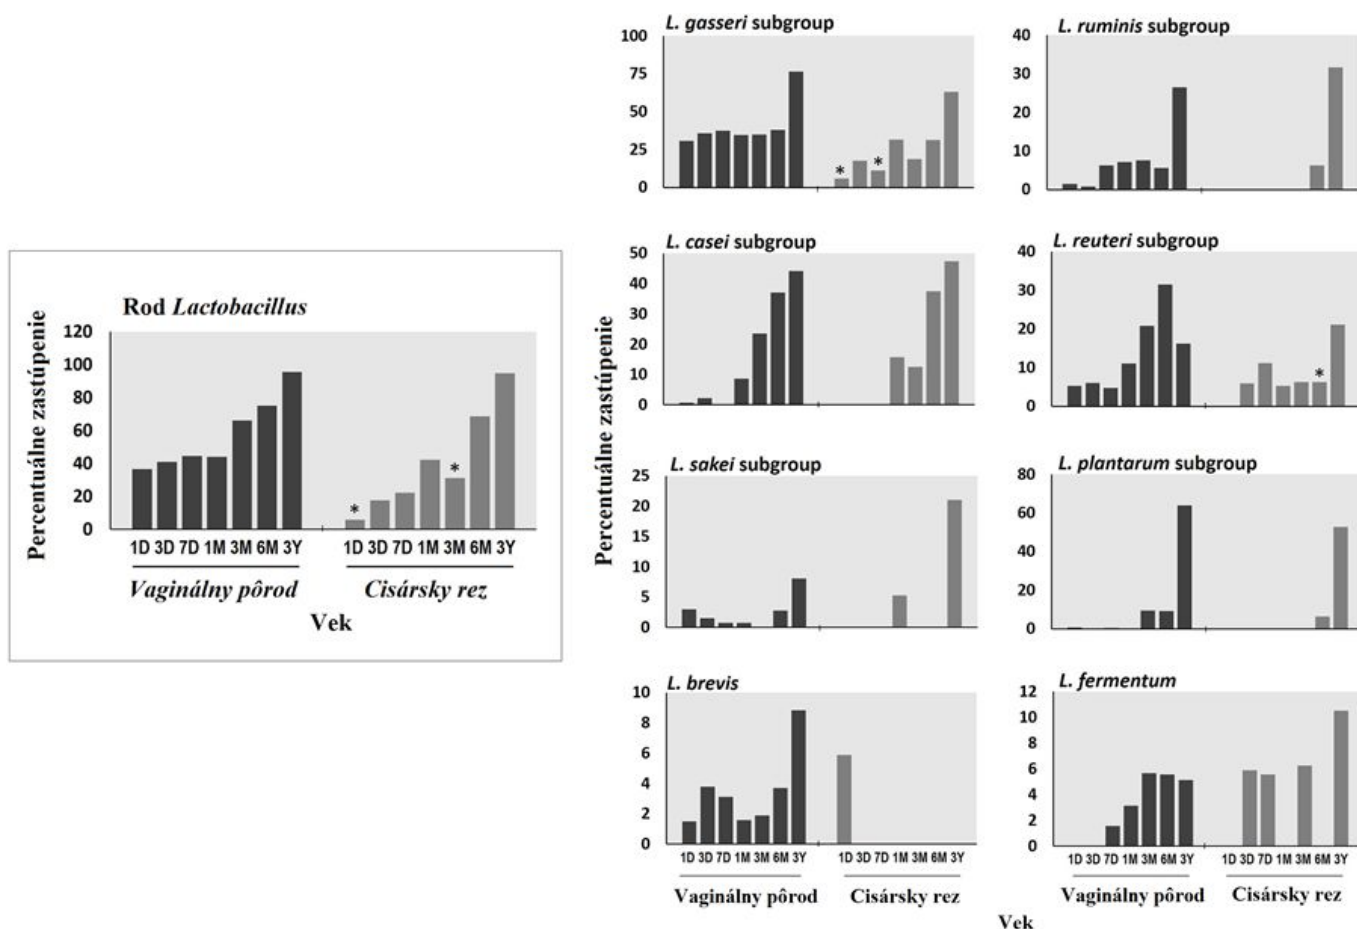 Rod Lactobacillus
Percentuálne zastúpenie
120
100
80
60
40
20
0
*
*
1D 3D 7D 1M 3M 6M 3Y
1D 3D 7D 1M 3M 6M 3Y
Vaginálny pôrod
Cisársky rez
Vek
Percentuálne zastúpenie
L. gasseri subgroup
100
75
50
25
0
*
*
L. ruminis subgroup
40
30
20
10
0
L. casei subgroup
50
40
30
20
10
0
L. reuteri subgroup
40
30
20
10
0
*
L. sakei subgroup
25
20
15
10
5
0
L. plantarum subgroup
80
60
40
20
0
L. brevis
10
8
6
4
2
0
1D 3D 7D 1M 3M 6M 3Y
1D 3D 7D 1M 3M 6M 3Y
Vaginálny pôrod
Cisársky rez
L. fermentum
12
10
8
6
4
2
0
1D 3D 7D 1M 3M 6M 3Y
1D 3D 7D 1M 3M 6M 3Y
Vaginálny pôrod
Cisársky rez
Vek